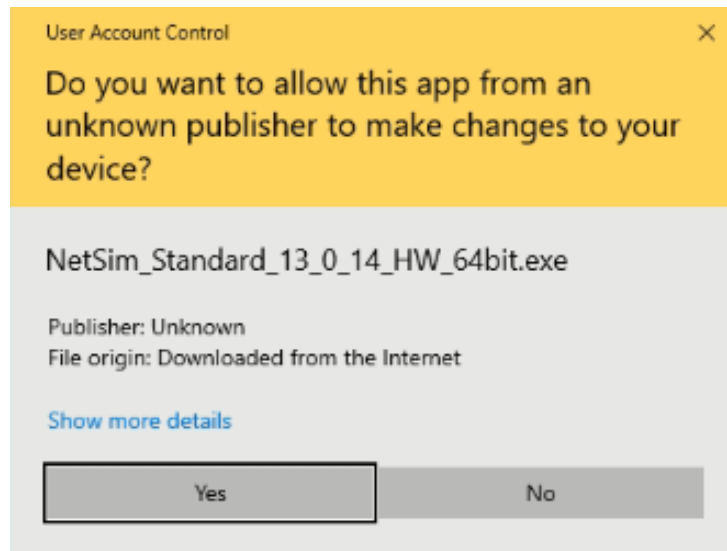 User Account Control
Do you want to allow this app from an
unknown publisher to make changes to your
device?
NetSim_Standard_13_0_14_HW_64bit.exe
Publisher: Unknown
File origin: Downloaded from the Internet
Show more details
Yes
No